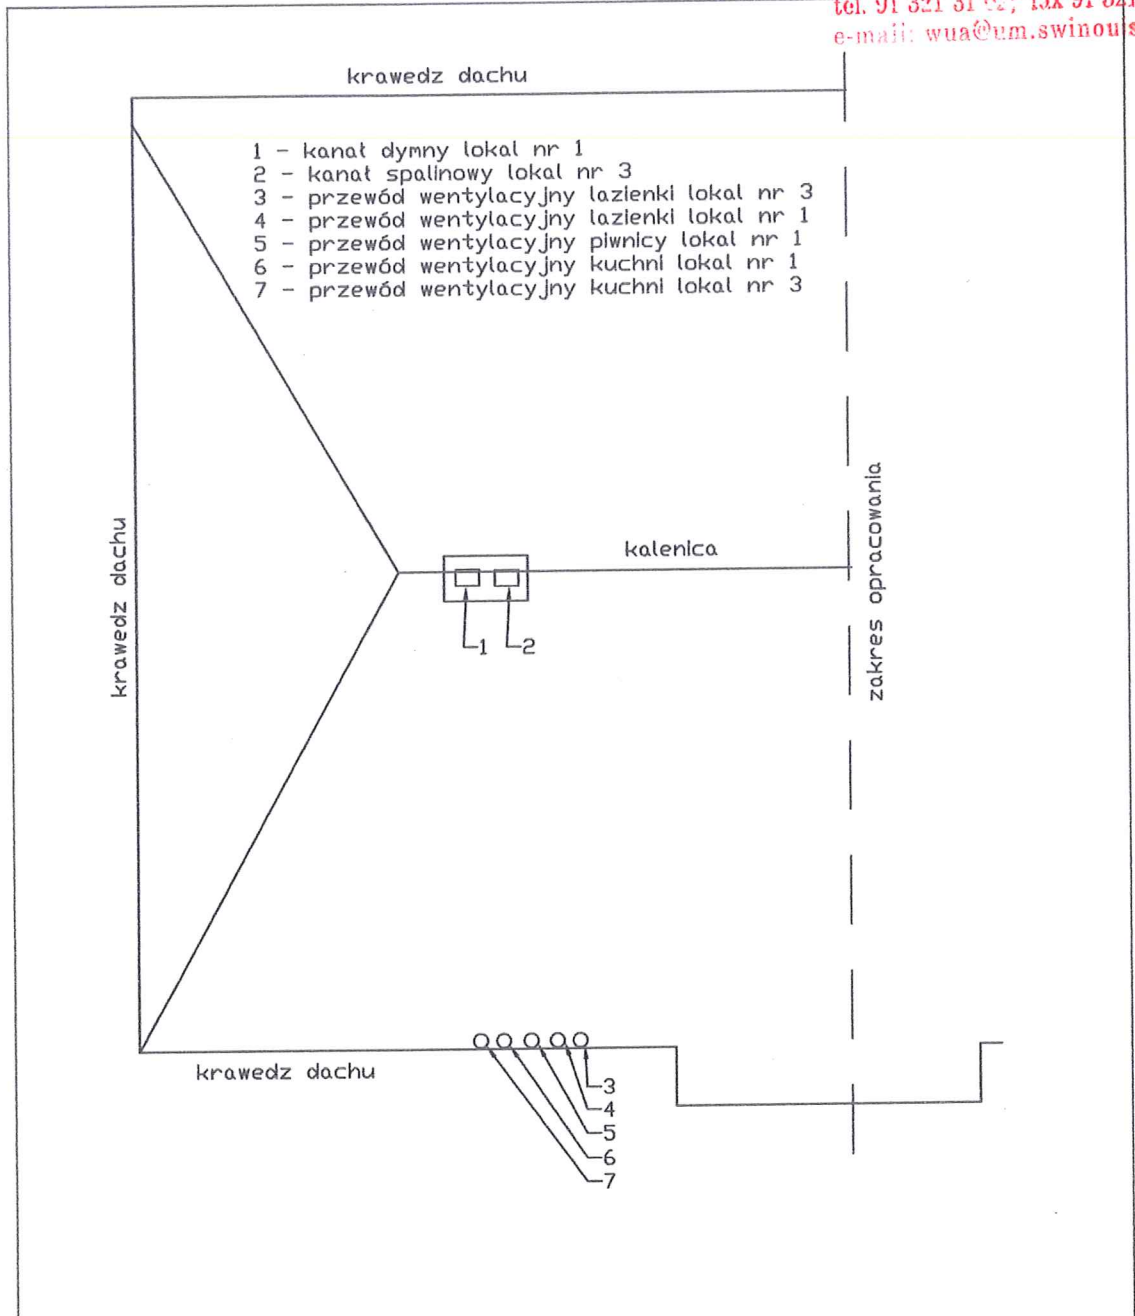 tel. 91 321 31
e-mail: wua@um.swinou
krawedz dachu
1 - kanał dymny lokal nr 1
2 - kanał spalinowy lokal nr 3
3 - przewód wentylacyjny lazienki lokal nr 3
4 - przewód wentylacyjny lazienki lokal nr 1
5 - przewód wentylacyjny piwnicy lokal nr 1
6 - przewód wentylacyjny kuchni lokal nr 1
7 - przewód wentylacyjny kuchni lokal nr 3
krawedz dachu
kalenica
zakres opracowania
1
2
krawedz dachu
3
4
5
6
7